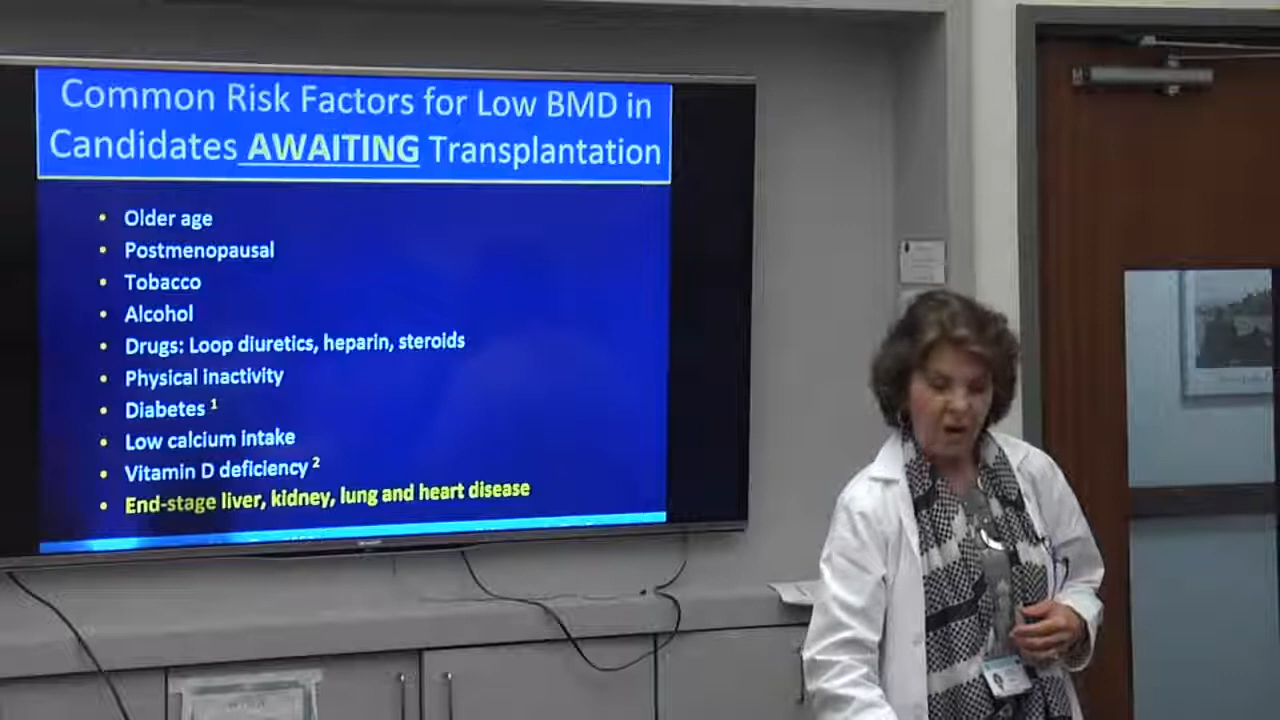 Common Risk Factors for Low BMD in
Candidates AWAITING Transplantation
• Older age
• Postmenopausal
• Tobacco
• Alcohol
• Drugs: Loop diuretics, heparin, steroids
• Physical inactivity
• Diabetes ¹
• Low calcium intake
• Vitamin D deficiency ²
• End-stage liver, kidney, lung and heart disease